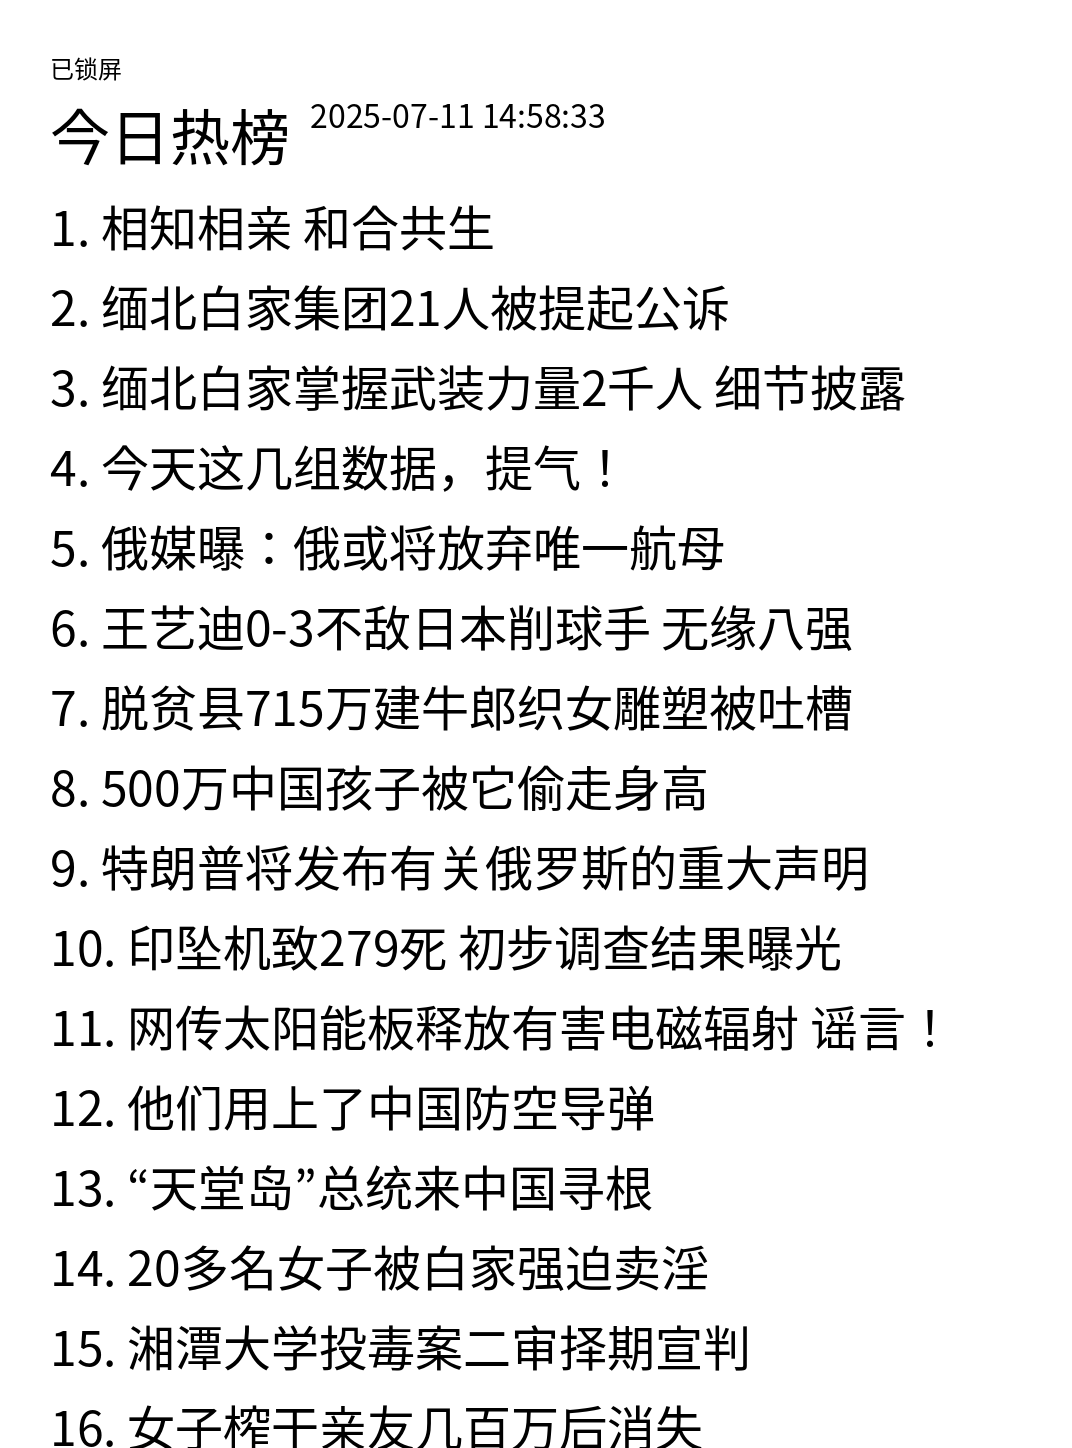 已锁屏
今日热榜 2025-07-11 14:58:33
1. 相知相亲 和合共生
2. 缅北白家集团21人被提起公诉
3. 缅北白家掌握武装力量2千人 细节披露
4. 今天这几组数据，提气！
5. 俄媒曝：俄或将放弃唯一航母
6. 王艺迪0-3不敌日本削球手 无缘八强
7. 脱贫县715万建牛郎织女雕塑被吐槽
8. 500万中国孩子被它偷走身高
9. 特朗普将发布有关俄罗斯的重大声明
10. 印坠机致279死 初步调查结果曝光
11. 网传太阳能板释放有害电磁辐射 谣言！
12. 他们用上了中国防空导弹
13. “天堂岛”总统来中国寻根
14. 20多名女子被白家强迫卖淫
15. 湘潭大学投毒案二审择期宣判
16. 女子榨干亲友几百万后消失